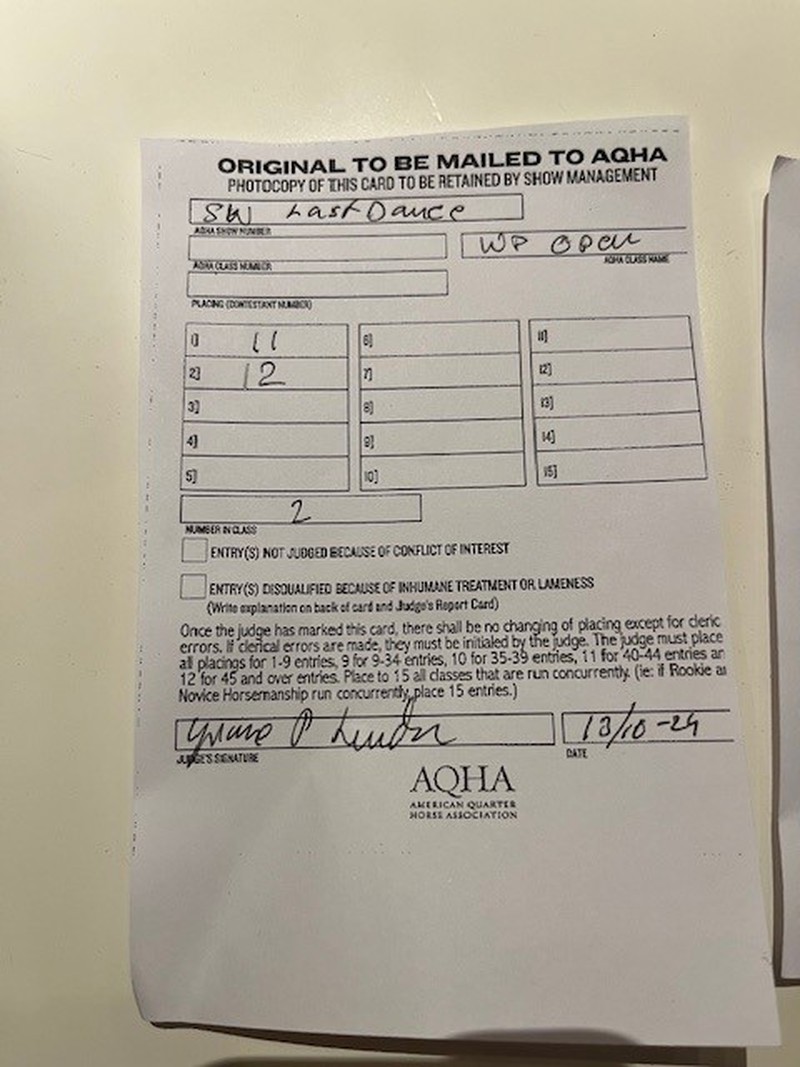 ORIGINAL TO BE MAILED TO AQHA
PHOTOCOPY OF THIS CARD TO BE RETAINED BY SHOW MANAGEMENT
SW Last Dance
AQHA SHOW NUMBER
WP OPEN
AQHA CLASS NUMBER
AQHA CLASS NAME
PLACING (CONTESTANT NUMBER)
1] 11 6] 11]
2] 12 7] 12]
3] 8] 13]
4] 9] 14]
5] 10] 15]
2
NUMBER IN CLASS
ENTRY(S) NOT JUDGED BECAUSE OF CONFLICT OF INTEREST
ENTRY(S) DISQUALIFIED BECAUSE OF INHUMANE TREATMENT OR LAMENESS
(Write explanation on back of card and Judge's Report Card)
Once the judge has marked this card, there shall be no changing of placing except for cleric
errors. If clerical errors are made, they must be initialed by the judge. The judge must place
all placings for 1-9 entries, 9 for 9-34 entries, 10 for 35-39 entries, 11 for 40-44 entries an
12 for 45 and over entries. Place to 15 all classes that are run concurrently. (ie: if Rookie an
Novice Horsemanship run concurrently, place 15 entries.)
13/10-24
JUDGE'S SIGNATURE
DATE
AQHA
AMERICAN QUARTER
HORSE ASSOCIATION